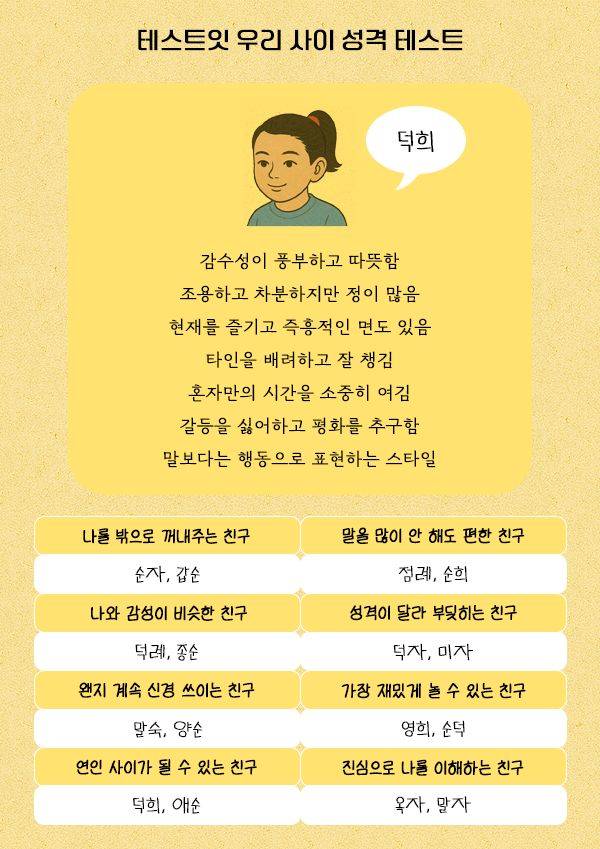 테스트잇 우리 사이 성격 테스트
덕희
감수성이 풍부하고 따뜻함
조용하고 차분하지만 정이 많음
현재를 즐기고 즉흥적인 면도 있음
타인을 배려하고 잘 챙김
혼자만의 시간을 소중히 여김
갈등을 싫어하고 평화를 추구함
말보다는 행동으로 표현하는 스타일
나를 밖으로 꺼내주는 친구
말을 많이 안 해도 편한 친구
순자, 갑순
점례, 순희
나와 감성이 비슷한 친구
성격이 달라 부딪히는 친구
덕례, 종순
덕자, 미자
왠지 계속 신경 쓰이는 친구
가장 재밌게 놀 수 있는 친구
말숙, 양순
영희, 순덕
연인 사이가 될 수 있는 친구
진심으로 나를 이해하는 친구
덕희, 애순
옥자, 말자